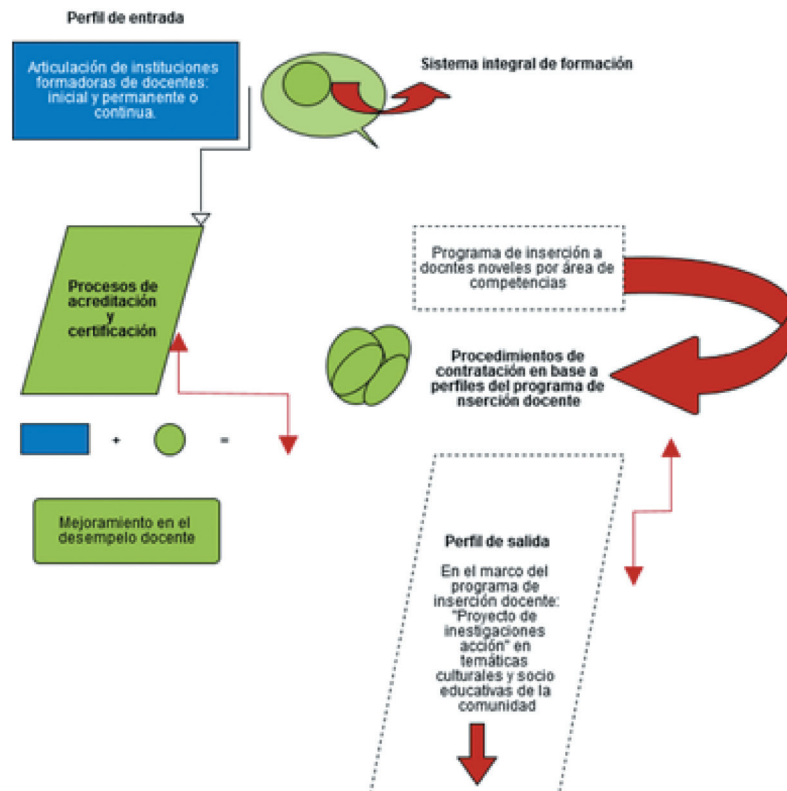 Perfil de entrada
Articulación de instituciones
formadoras de docentes:
inicial y permanente o
continua.
Sistema integral de formación
Procesos de
acreditación
y
certificación
Programa de inserción a
docntes noveles por área de
competencias
Procedimientos de
contratación en base a
perfiles del programa de
nserción docente
+ =
Mejoramiento en el
desempelo docente
Perfil de salida
En el marco del
programa de
inserción docente:
"Proyecto de
inestigaciones
acción" en
temáticas
culturales y socio
educativas de la
comunidad